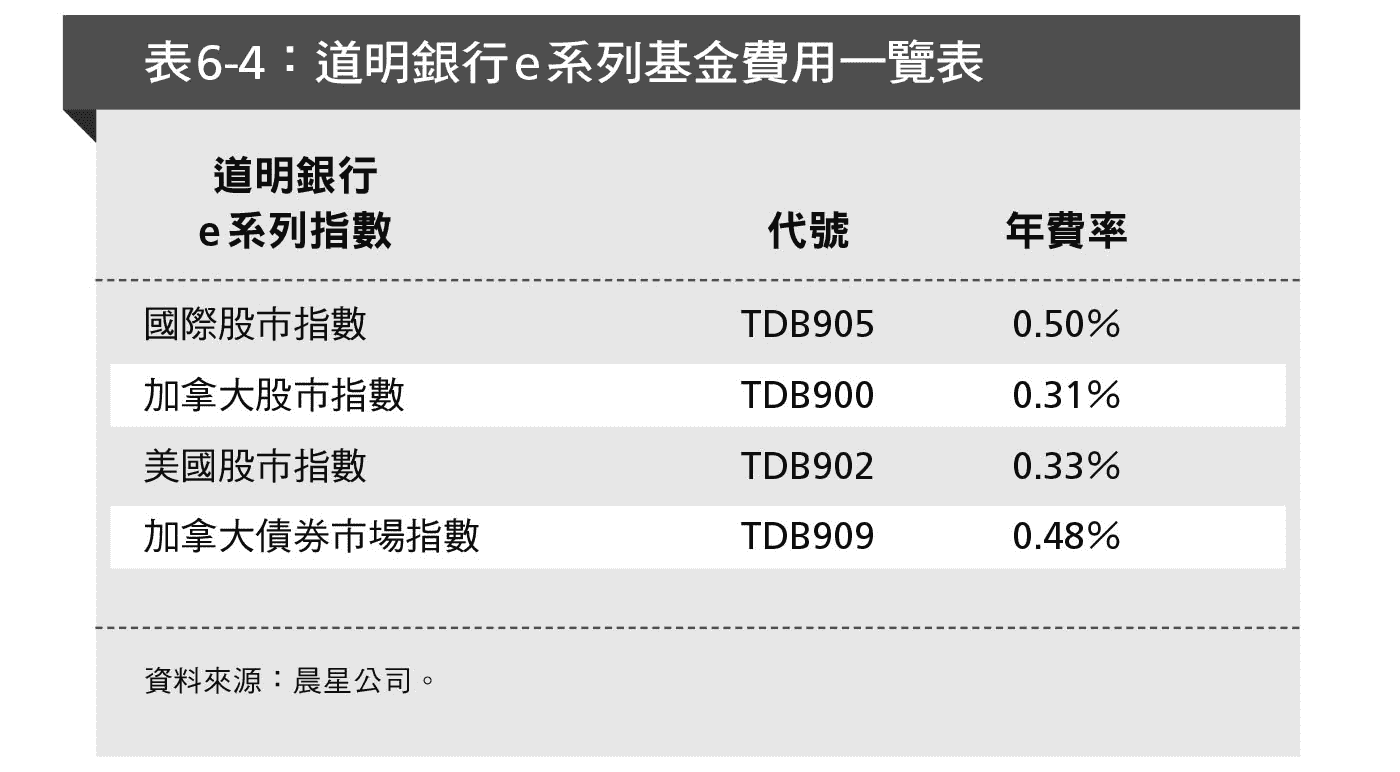 表6-4：道明銀行e系列基金費用一覽表
道明銀行
e系列指數 代號 年費率
國際股市指數 TDB905 0.50%
加拿大股市指數 TDB900 0.31%
美國股市指數 TDB902 0.33%
加拿大債券市場指數 TDB909 0.48%
資料來源：晨星公司。